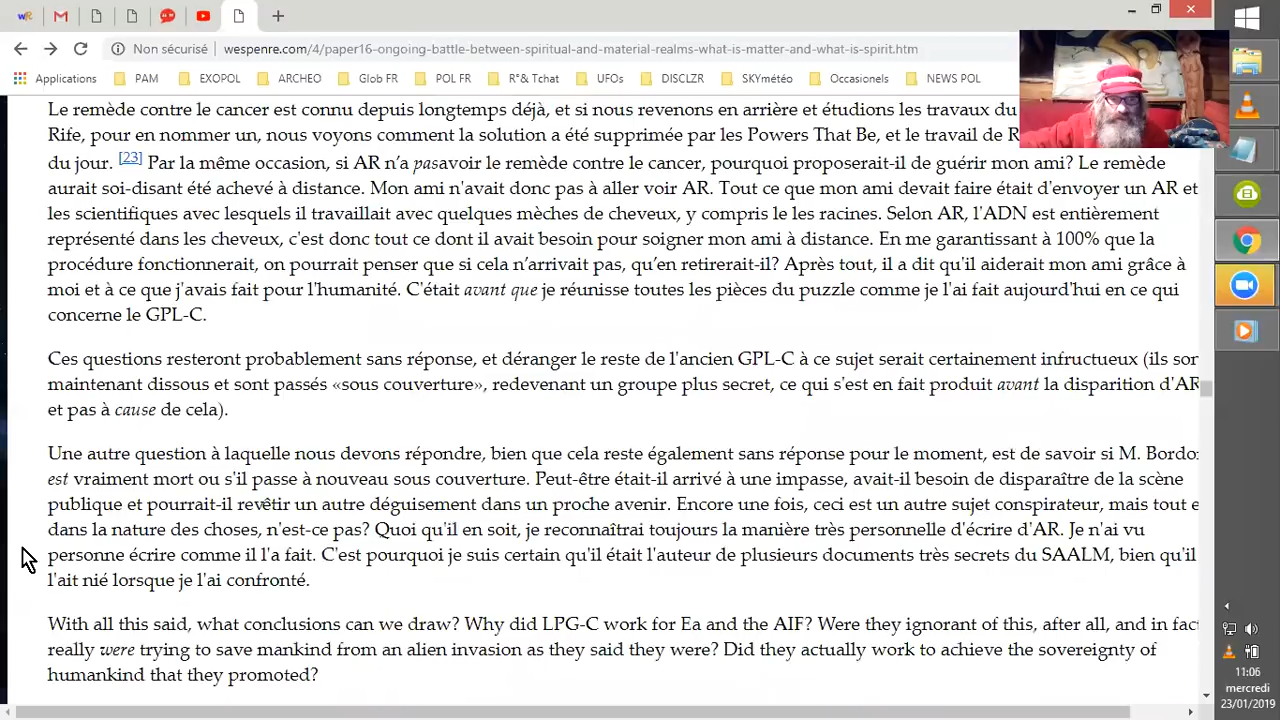 Non sécurisé wespenre.com/4/paper16-ongoing-battle-between-spiritual-and-material-realms-what-is-matter-and-what-is-spirit.htm
Applications PAM EXOPOL ARCHEO Glob FR POL FR R°& Tchat UFOs DISCLZR SKYmétéo Occasionels NEWS POL
Le remède contre le cancer est connu depuis longtemps déjà, et si nous revenons en arrière et étudions les travaux du
Rife, pour en nommer un, nous voyons comment la solution a été supprimée par les Powers That Be, et le travail de R
du jour. [23] Par la même occasion, si AR n'a pasavoir le remède contre le cancer, pourquoi proposerait-il de guérir mon ami? Le remède
aurait soi-disant été achevé à distance. Mon ami n'avait donc pas à aller voir AR. Tout ce que mon ami devait faire était d'envoyer un AR et
les scientifiques avec lesquels il travaillait avec quelques mèches de cheveux, y compris le les racines. Selon AR, l'ADN est entièrement
représenté dans les cheveux, c'est donc tout ce dont il avait besoin pour soigner mon ami à distance. En me garantissant à 100% que la
procédure fonctionnerait, on pourrait penser que si cela n'arrivait pas, qu'en retirerait-il? Après tout, il a dit qu'il aiderait mon ami grâce à
moi et à ce que j'avais fait pour l'humanité. C'était avant que je réunisse toutes les pièces du puzzle comme je l'ai fait aujourd'hui en ce qui
concerne le GPL-C.
Ces questions resteront probablement sans réponse, et déranger le reste de l'ancien GPL-C à ce sujet serait certainement infructueux (ils son
maintenant dissous et sont passés «sous couverture», redevenant un groupe plus secret, ce qui s'est en fait produit avant la disparition d'AR
et pas à cause de cela).
Une autre question à laquelle nous devons répondre, bien que cela reste également sans réponse pour le moment, est de savoir si M. Bordon
est vraiment mort ou s'il passe à nouveau sous couverture. Peut-être était-il arrivé à une impasse, avait-il besoin de disparaître de la scène
publique et pourrait-il revêtir un autre déguisement dans un proche avenir. Encore une fois, ceci est un autre sujet conspirateur, mais tout e
dans la nature des choses, n'est-ce pas? Quoi qu'il en soit, je reconnaîtrai toujours la manière très personnelle d'écrire d'AR. Je n'ai vu
personne écrire comme il l'a fait. C'est pourquoi je suis certain qu'il était l'auteur de plusieurs documents très secrets du SAALM, bien qu'il
l'ait nié lorsque je l'ai confronté.
With all this said, what conclusions can we draw? Why did LPG-C work for Ea and the AIF? Were they ignorant of this, after all, and in fact
really were trying to save mankind from an alien invasion as they said they were? Did they actually work to achieve the sovereignty of
humankind that they promoted?
11:06
mercredi
23/01/2019